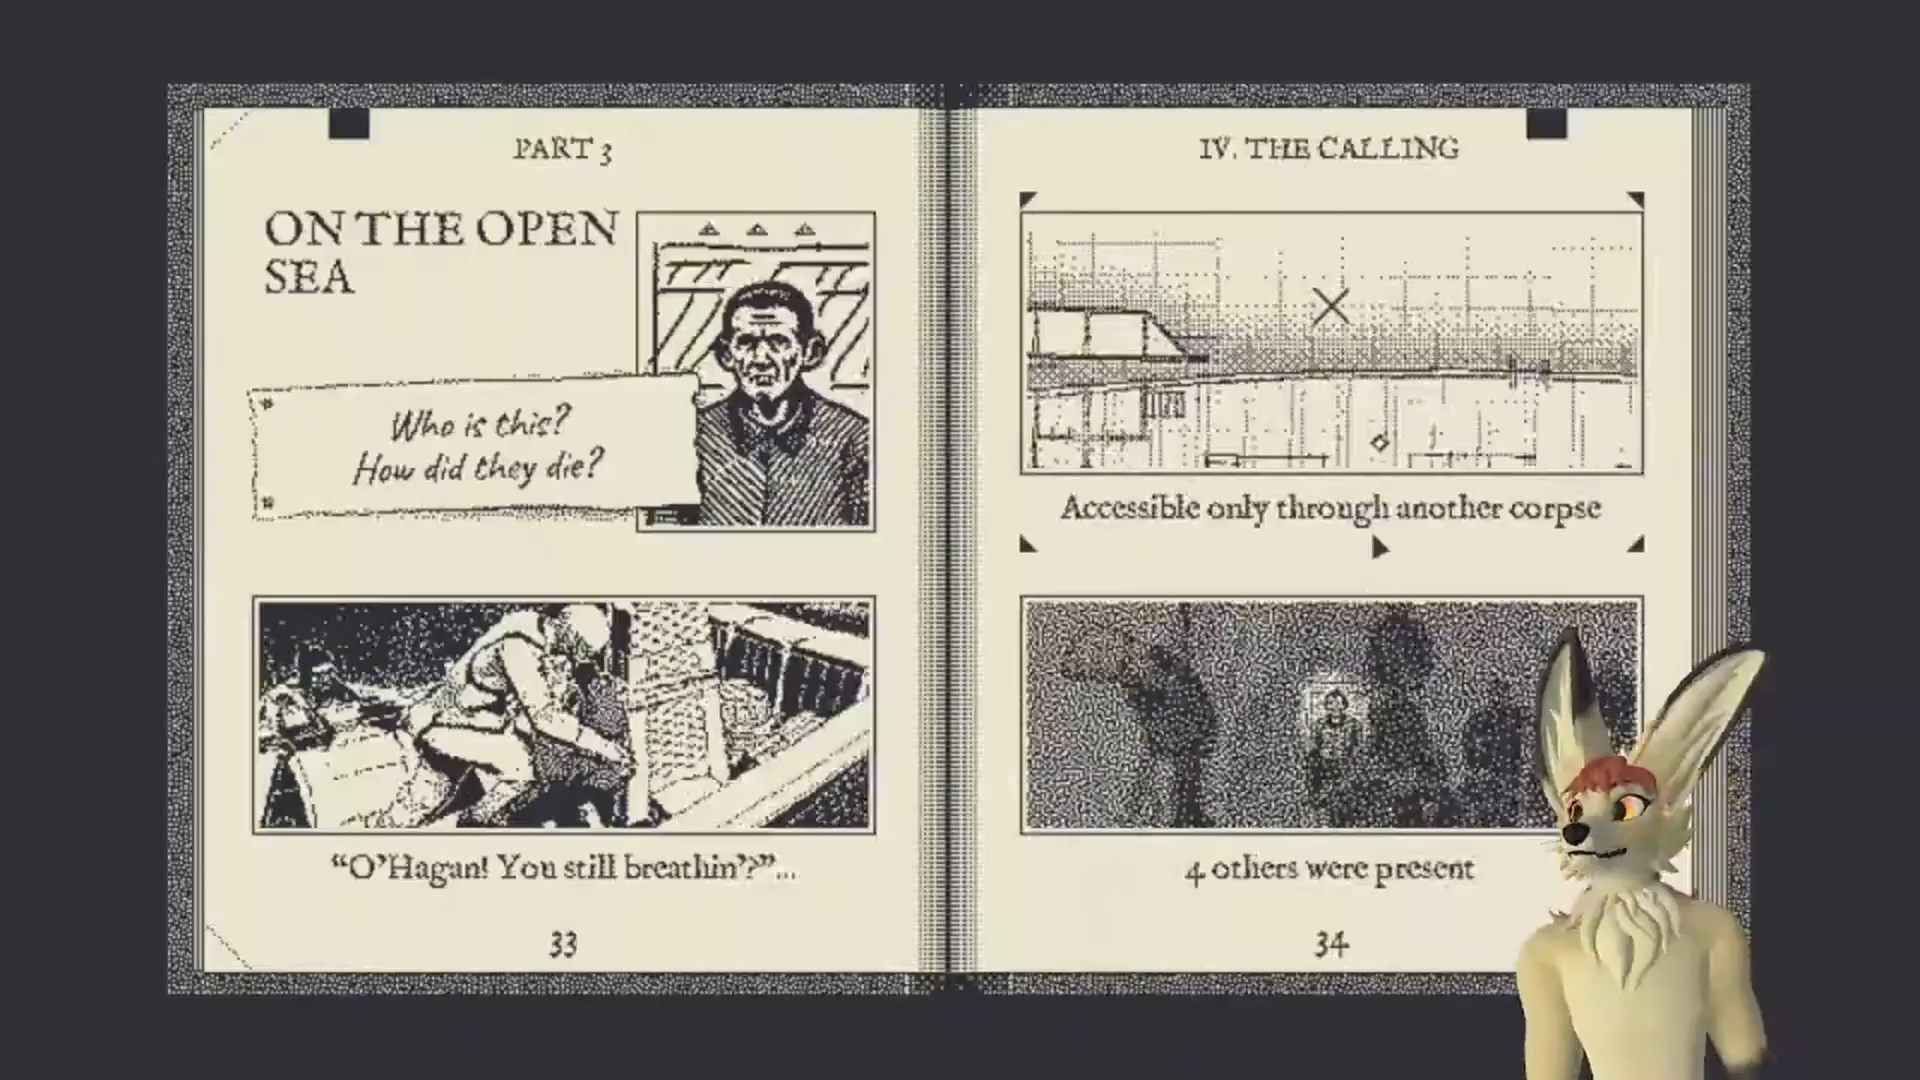 PART 3
ON THE OPEN
SEA
Who is this?
How did they die?
"O'Hagan! You still breathin'?"...
33
IV. THE CALLING
Accessible only through another corpse
4 others were present
34